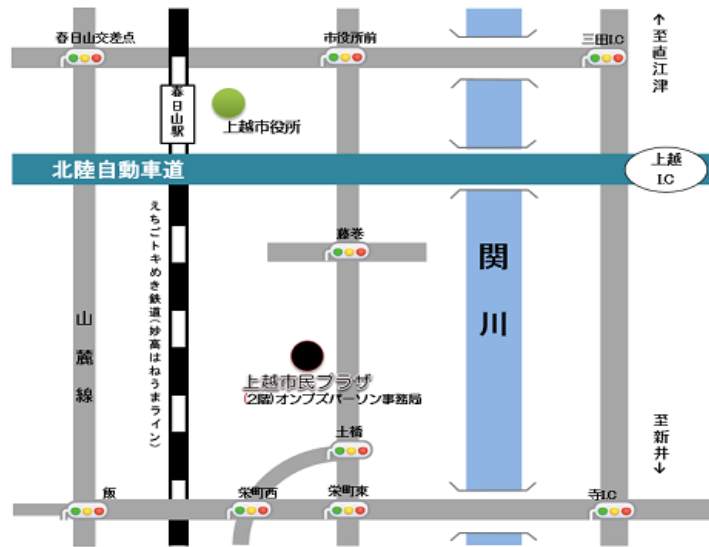 春日山交差点
市役所前
三田I.C
↑至直江津
春日山駅
上越市役所
北陸自動車道
上越
I.C
えちごトキめき鉄道(妙高はねうまライン)
藤巻
関川
山麓線
上越市民プラザ
(2階)オンブズパーソン事務局
至新井↓
土橋
飯
栄町西
栄町東
寺I.C